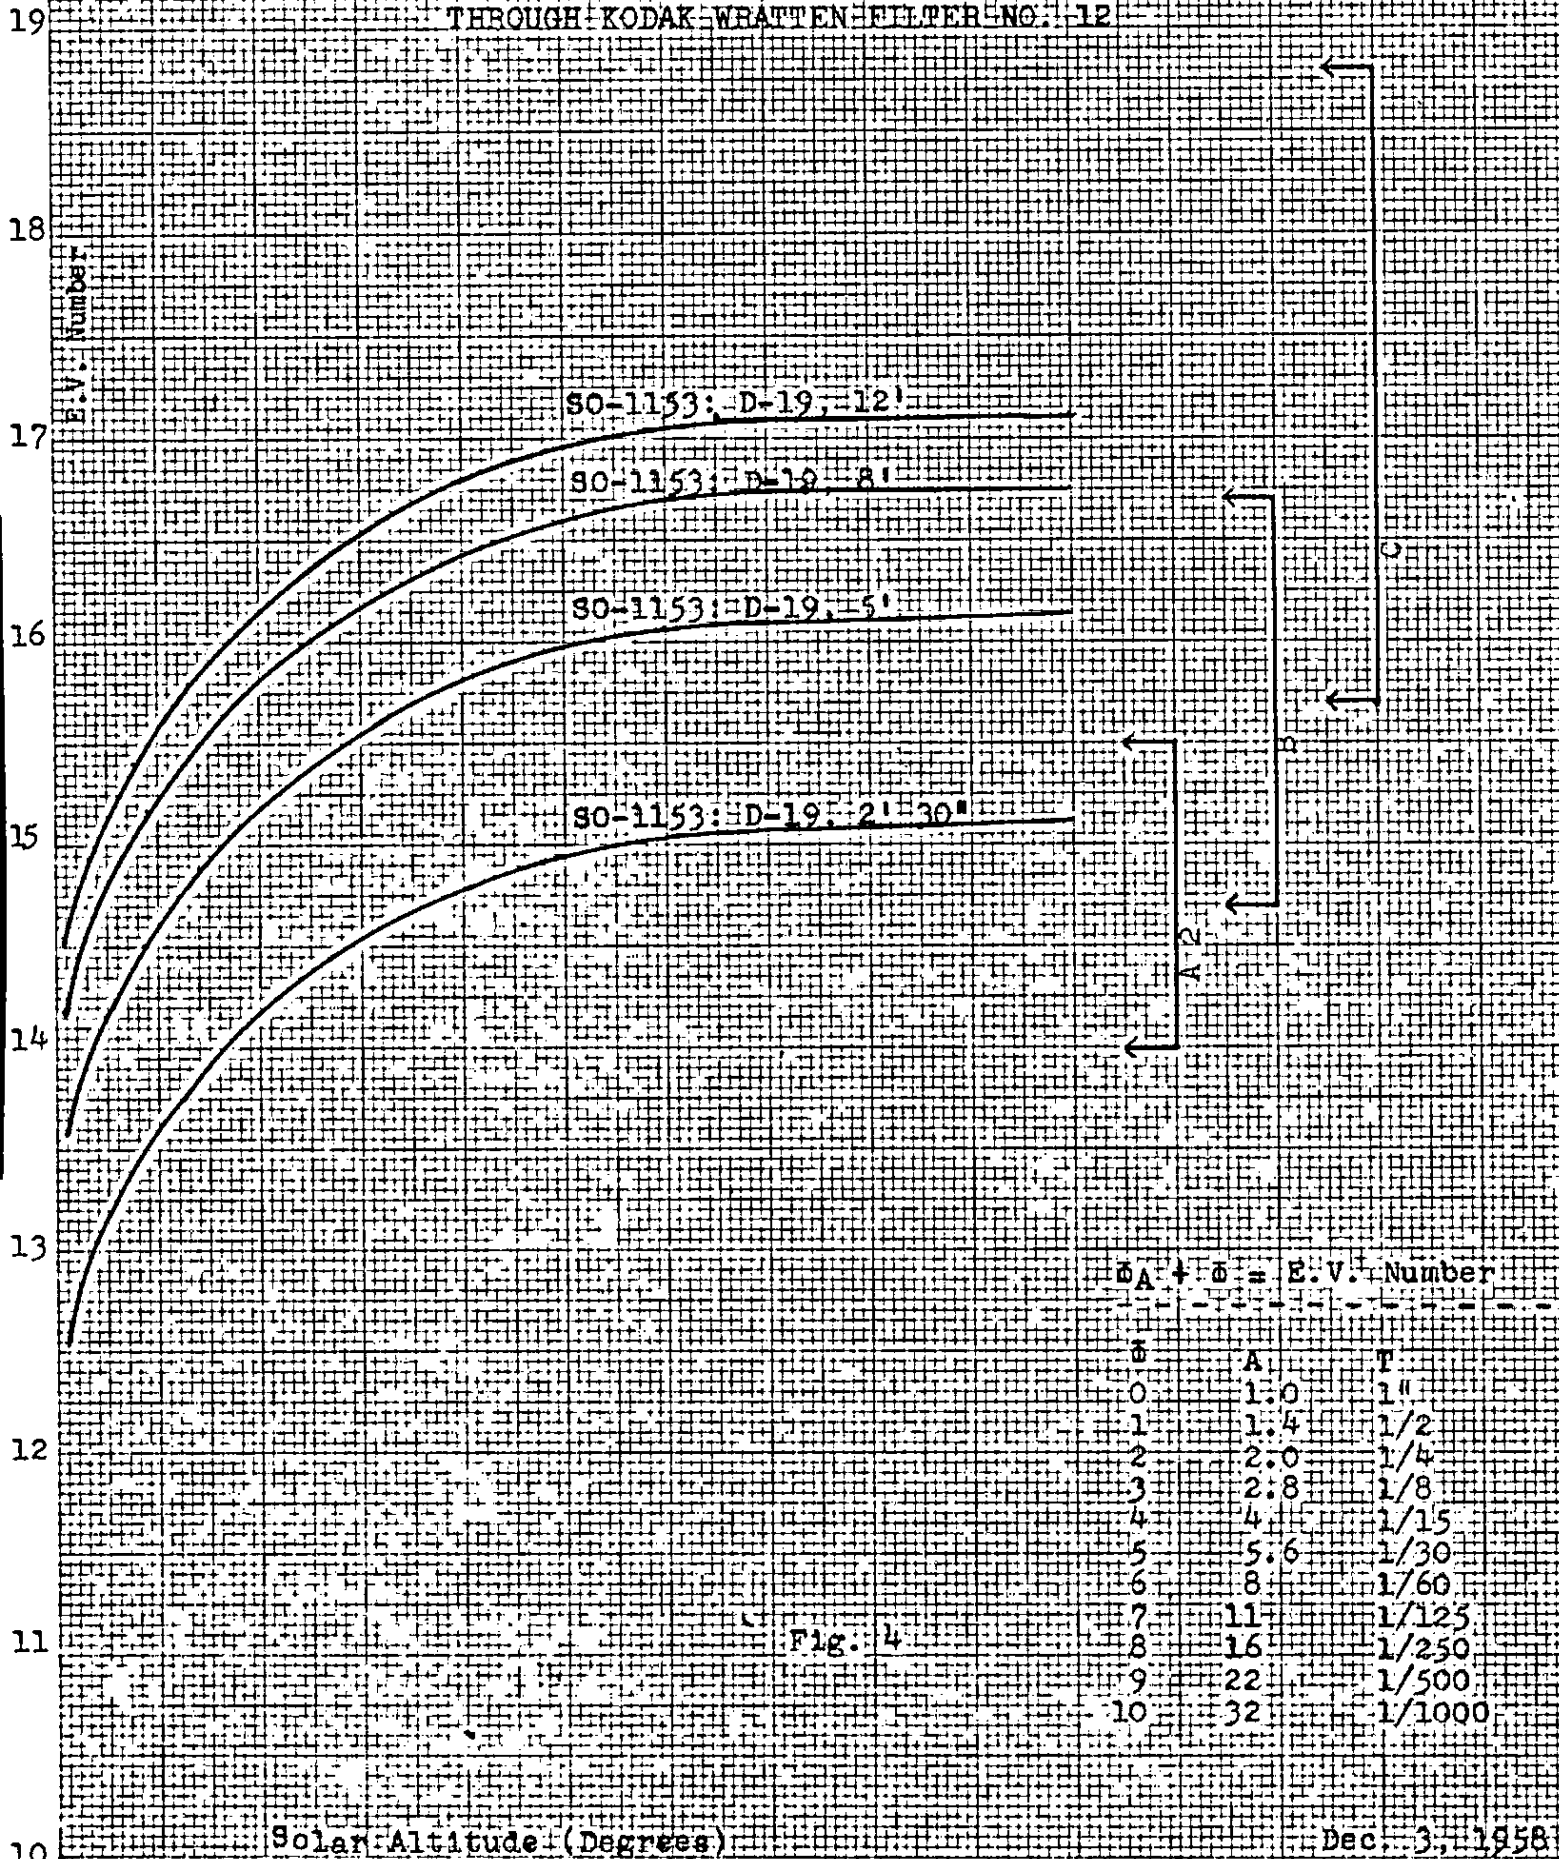 THROUGH KODAK WRATTEN FILTER NO. 12
19
18
17
16
15
14
13
12
11
10
E.V. Number
SO-1153: D-19, 12'
SO-1153: D-19, 8'
SO-1153: D-19, 5'
SO-1153: D-19, 2' 30"
C
B
A 2
ΦA + Φ = E.V. Number
Φ A T
0 1.0 1"
1 1.4 1/2
2 2.0 1/4
3 2.8 1/8
4 4 1/15
5 5.6 1/30
6 8 1/60
7 11 1/125
8 16 1/250
9 22 1/500
10 32 1/1000
Fig. 4
Solar Altitude (Degrees)
Dec. 3, 1958